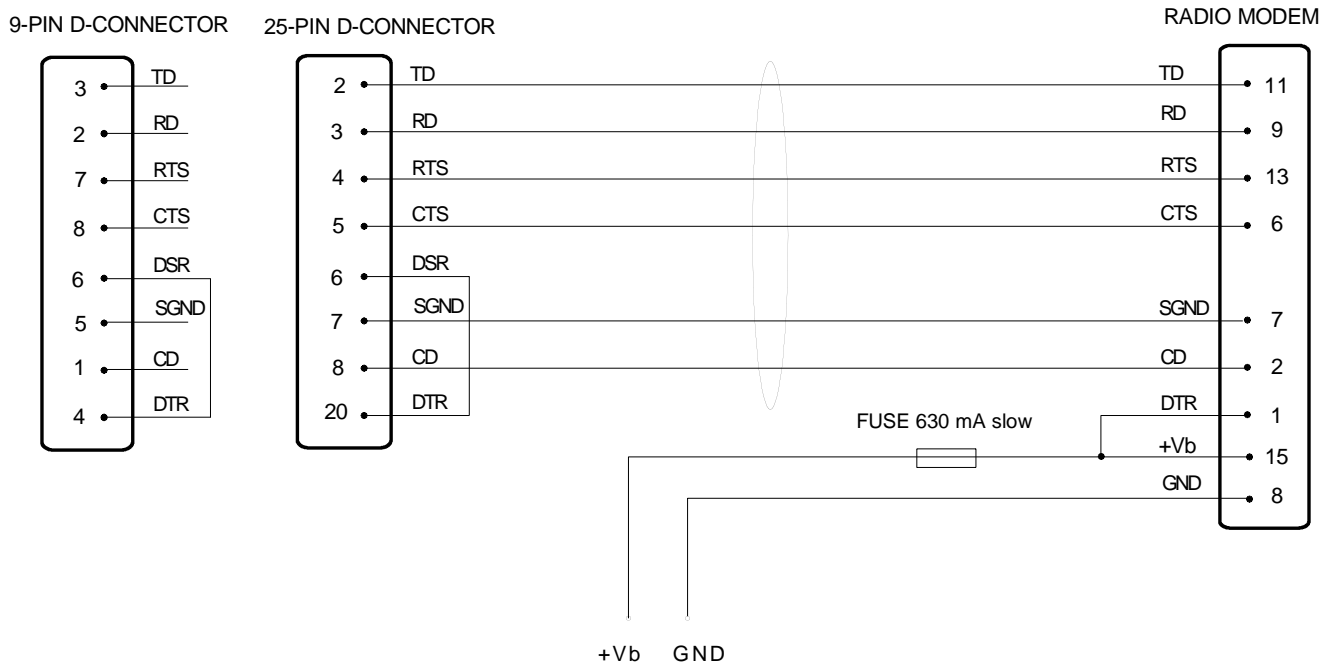 9-PIN D-CONNECTOR
3 TD
2 RD
7 RTS
8 CTS
6 DSR
5 SGND
1 CD
4 DTR
25-PIN D-CONNECTOR
2 TD
3 RD
4 RTS
5 CTS
6 DSR
7 SGND
8 CD
20 DTR
RADIO MODEM
TD 11
RD 9
RTS 13
CTS 6
SGND 7
CD 2
DTR 1
+Vb 15
GND 8
FUSE 630 mA slow
+Vb GND